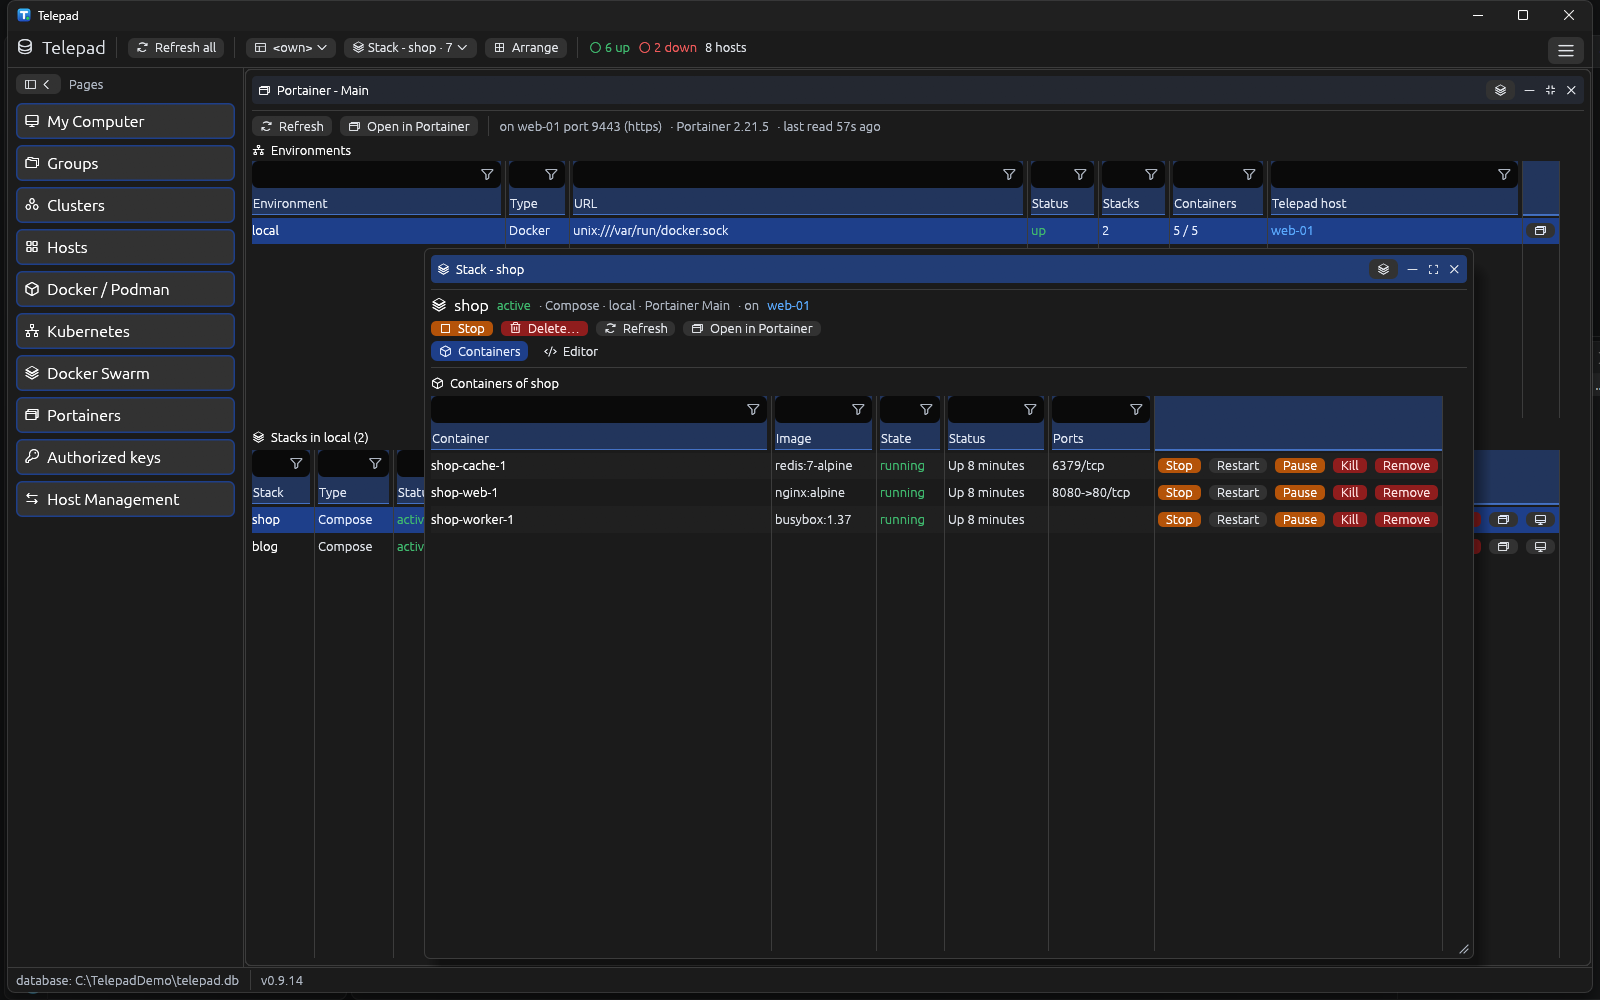 Telepad
Telepad Refresh all <own> Stack - shop · 7 Arrange 6 up 2 down 8 hosts
Pages
My Computer
Groups
Clusters
Hosts
Docker / Podman
Kubernetes
Docker Swarm
Portainers
Authorized keys
Host Management
Portainer - Main
Refresh Open in Portainer on web-01 port 9443 (https) · Portainer 2.21.5 · last read 57s ago
Environments
Environment Type URL Status Stacks Containers Telepad host
local Docker unix:///var/run/docker.sock up 2 5 / 5 web-01
Stacks in local (2)
Stack Type
shop Compose
blog Compose
Stack - shop
shop active · Compose · local · Portainer Main · on web-01
Stop Delete... Refresh Open in Portainer
Containers </> Editor
Containers of shop
Container Image State Status Ports
shop-cache-1 redis:7-alpine running Up 8 minutes 6379/tcp Stop Restart Pause Kill Remove
shop-web-1 nginx:alpine running Up 8 minutes 8080->80/tcp Stop Restart Pause Kill Remove
shop-worker-1 busybox:1.37 running Up 8 minutes Stop Restart Pause Kill Remove
database: C:\TelepadDemo\telepad.db v0.9.14